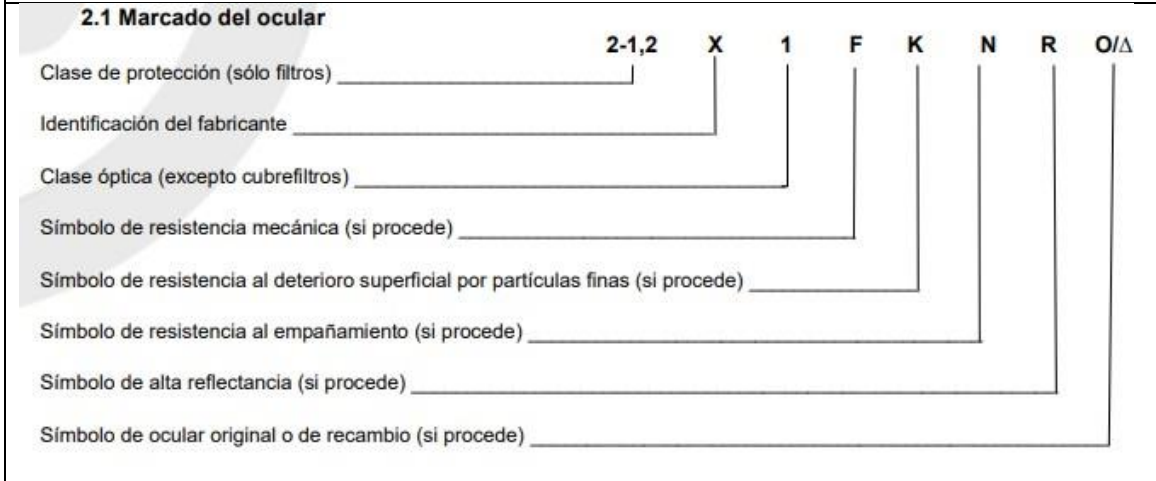 2.1 Marcado del ocular
2-1,2 X 1 F K N R O/Δ
Clase de protección (sólo filtros)
Identificación del fabricante
Clase óptica (excepto cubrefiltros)
Símbolo de resistencia mecánica (si procede)
Símbolo de resistencia al deterioro superficial por partículas finas (si procede)
Símbolo de resistencia al empañamiento (si procede)
Símbolo de alta reflectancia (si procede)
Símbolo de ocular original o de recambio (si procede)